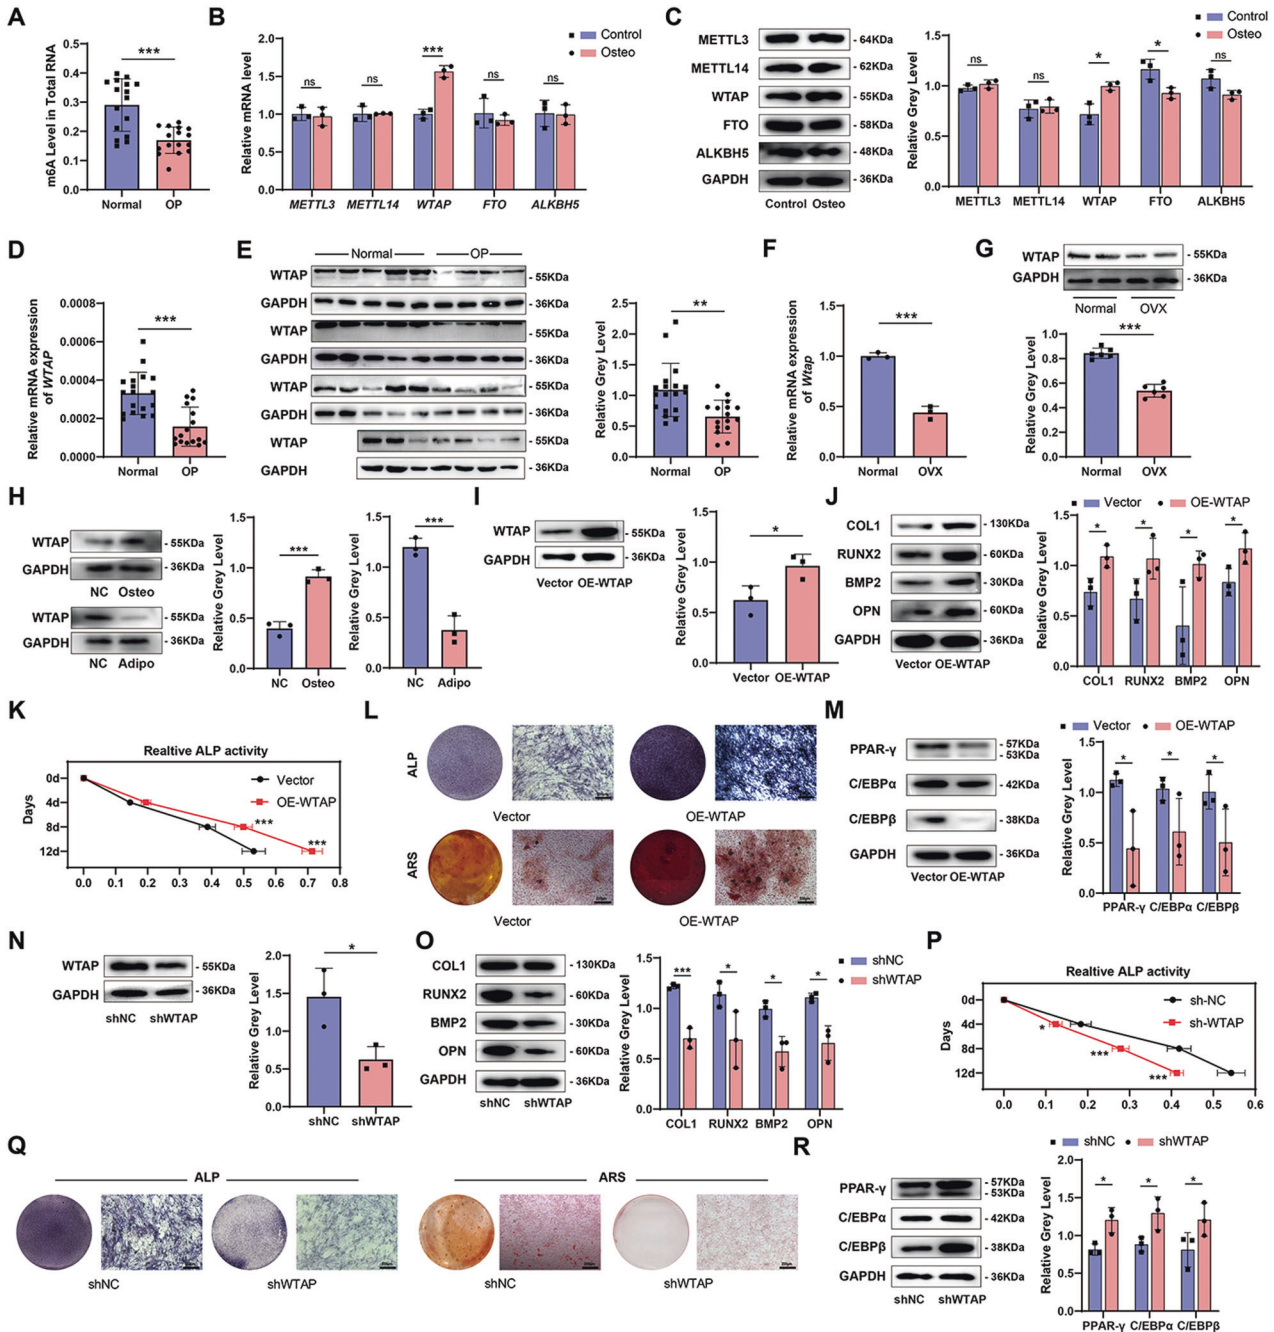 A
m6A Level in Total RNA
0.5
0.4
0.3
0.2
0.1
0.0
***
Normal OP
B
Relative mRNA level
2.0
1.5
1.0
0.5
0.0
Control
Osteo
ns ns *** ns ns
METTL3 METTL14 WTAP FTO ALKBH5
C
METTL3 - 64KDa
METTL14 - 62KDa
WTAP - 55KDa
FTO - 58KDa
ALKBH5 - 48KDa
GAPDH - 36KDa
Control Osteo
Relative Grey Level
1.5
1.0
0.5
0.0
Control
Osteo
ns ns * * ns
METTL3 METTL14 WTAP FTO ALKBH5
D
Relative mRNA expression
of WTAP
0.0008
0.0006
0.0004
0.0002
0.0000
***
Normal OP
E
Normal OP
WTAP - 55KDa
GAPDH - 36KDa
WTAP - 55KDa
GAPDH - 36KDa
WTAP - 55KDa
GAPDH - 36KDa
WTAP - 55KDa
GAPDH - 36KDa
Relative Grey Level
2.5
2.0
1.5
1.0
0.5
0.0
**
Normal OP
F
Relative mRNA expression
of Wtap
1.5
1.0
0.5
0.0
***
Normal OVX
G
WTAP - 55KDa
GAPDH - 36KDa
Normal OVX
Relative Grey Level
1.0
0.8
0.6
0.4
0.2
0.0
***
Normal OVX
H
WTAP - 55KDa
GAPDH - 36KDa
NC Osteo
WTAP - 55KDa
GAPDH - 36KDa
NC Adipo
Relative Grey Level
1.5
1.0
0.5
0.0
***
NC Osteo
Relative Grey Level
1.5
1.0
0.5
0.0
***
NC Adipo
I
WTAP - 55KDa
GAPDH - 36KDa
Vector OE-WTAP
Relative Grey Level
1.5
1.0
0.5
0.0
*
Vector OE-WTAP
J
COL1 - 130KDa
RUNX2 - 60KDa
BMP2 - 30KDa
OPN - 60KDa
GAPDH - 36KDa
Vector OE-WTAP
Vector OE-WTAP
Relative Grey Level
1.5
1.0
0.5
0.0
* * * *
COL1 RUNX2 BMP2 OPN
K
Realtive ALP activity
Days
0d
4d
8d
12d
Vector
OE-WTAP
***
***
0.0 0.1 0.2 0.3 0.4 0.5 0.6 0.7 0.8
L
ALP
Vector OE-WTAP
ARS
Vector OE-WTAP
M
PPAR-γ - 57KDa
- 53KDa
C/EBPα - 42KDa
C/EBPβ - 38KDa
GAPDH - 36KDa
Vector OE-WTAP
Vector OE-WTAP
Relative Grey Level
1.5
1.0
0.5
0.0
* * *
PPAR-γ C/EBPα C/EBPβ
N
WTAP - 55KDa
GAPDH - 36KDa
shNC shWTAP
Relative Grey Level
2.0
1.5
1.0
0.5
0.0
*
shNC shWTAP
O
COL1 - 130KDa
RUNX2 - 60KDa
BMP2 - 30KDa
OPN - 60KDa
GAPDH - 36KDa
shNC shWTAP
Relative Grey Level
1.5
1.0
0.5
0.0
shNC
shWTAP
*** * * *
COL1 RUNX2 BMP2 OPN
P
Realtive ALP activity
Days
0d
4d
8d
12d
sh-NC
sh-WTAP
*
***
***
0.0 0.1 0.2 0.3 0.4 0.5 0.6
Q
ALP ARS
shNC shWTAP shNC shWTAP
R
PPAR-γ - 57KDa
- 53KDa
C/EBPα - 42KDa
C/EBPβ - 38KDa
GAPDH - 36KDa
shNC shWTAP
shNC shWTAP
Relative Grey Level
2.0
1.5
1.0
0.5
0.0
* * *
PPAR-γ C/EBPα C/EBPβ